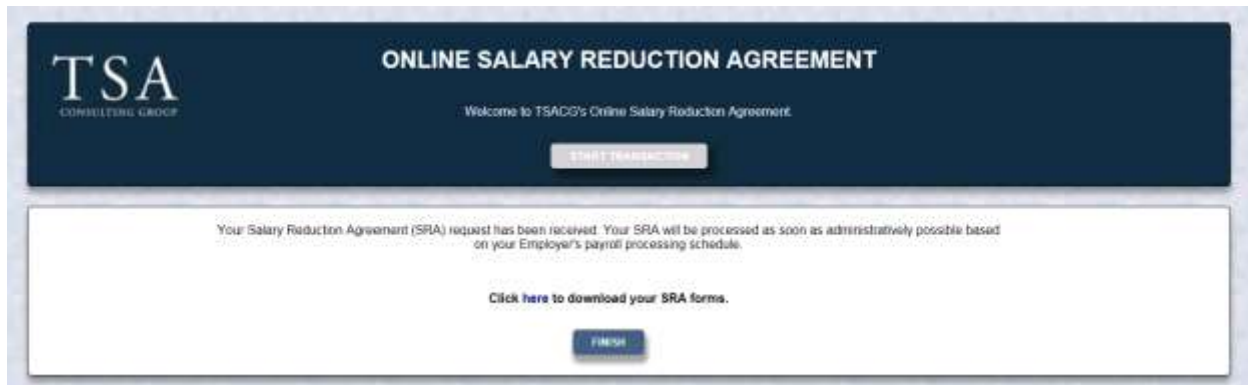 ONLINE SALARY REDUCTION AGREEMENT
TSA
CONSULTING GROUP
Welcome to TSACG's Online Salary Reduction Agreement.
START TRANSACTION
Your Salary Reduction Agreement (SRA) request has been received. Your SRA will be processed as soon as administratively possible based
on your Employer's payroll processing schedule.
Click here to download your SRA forms.
FINISH